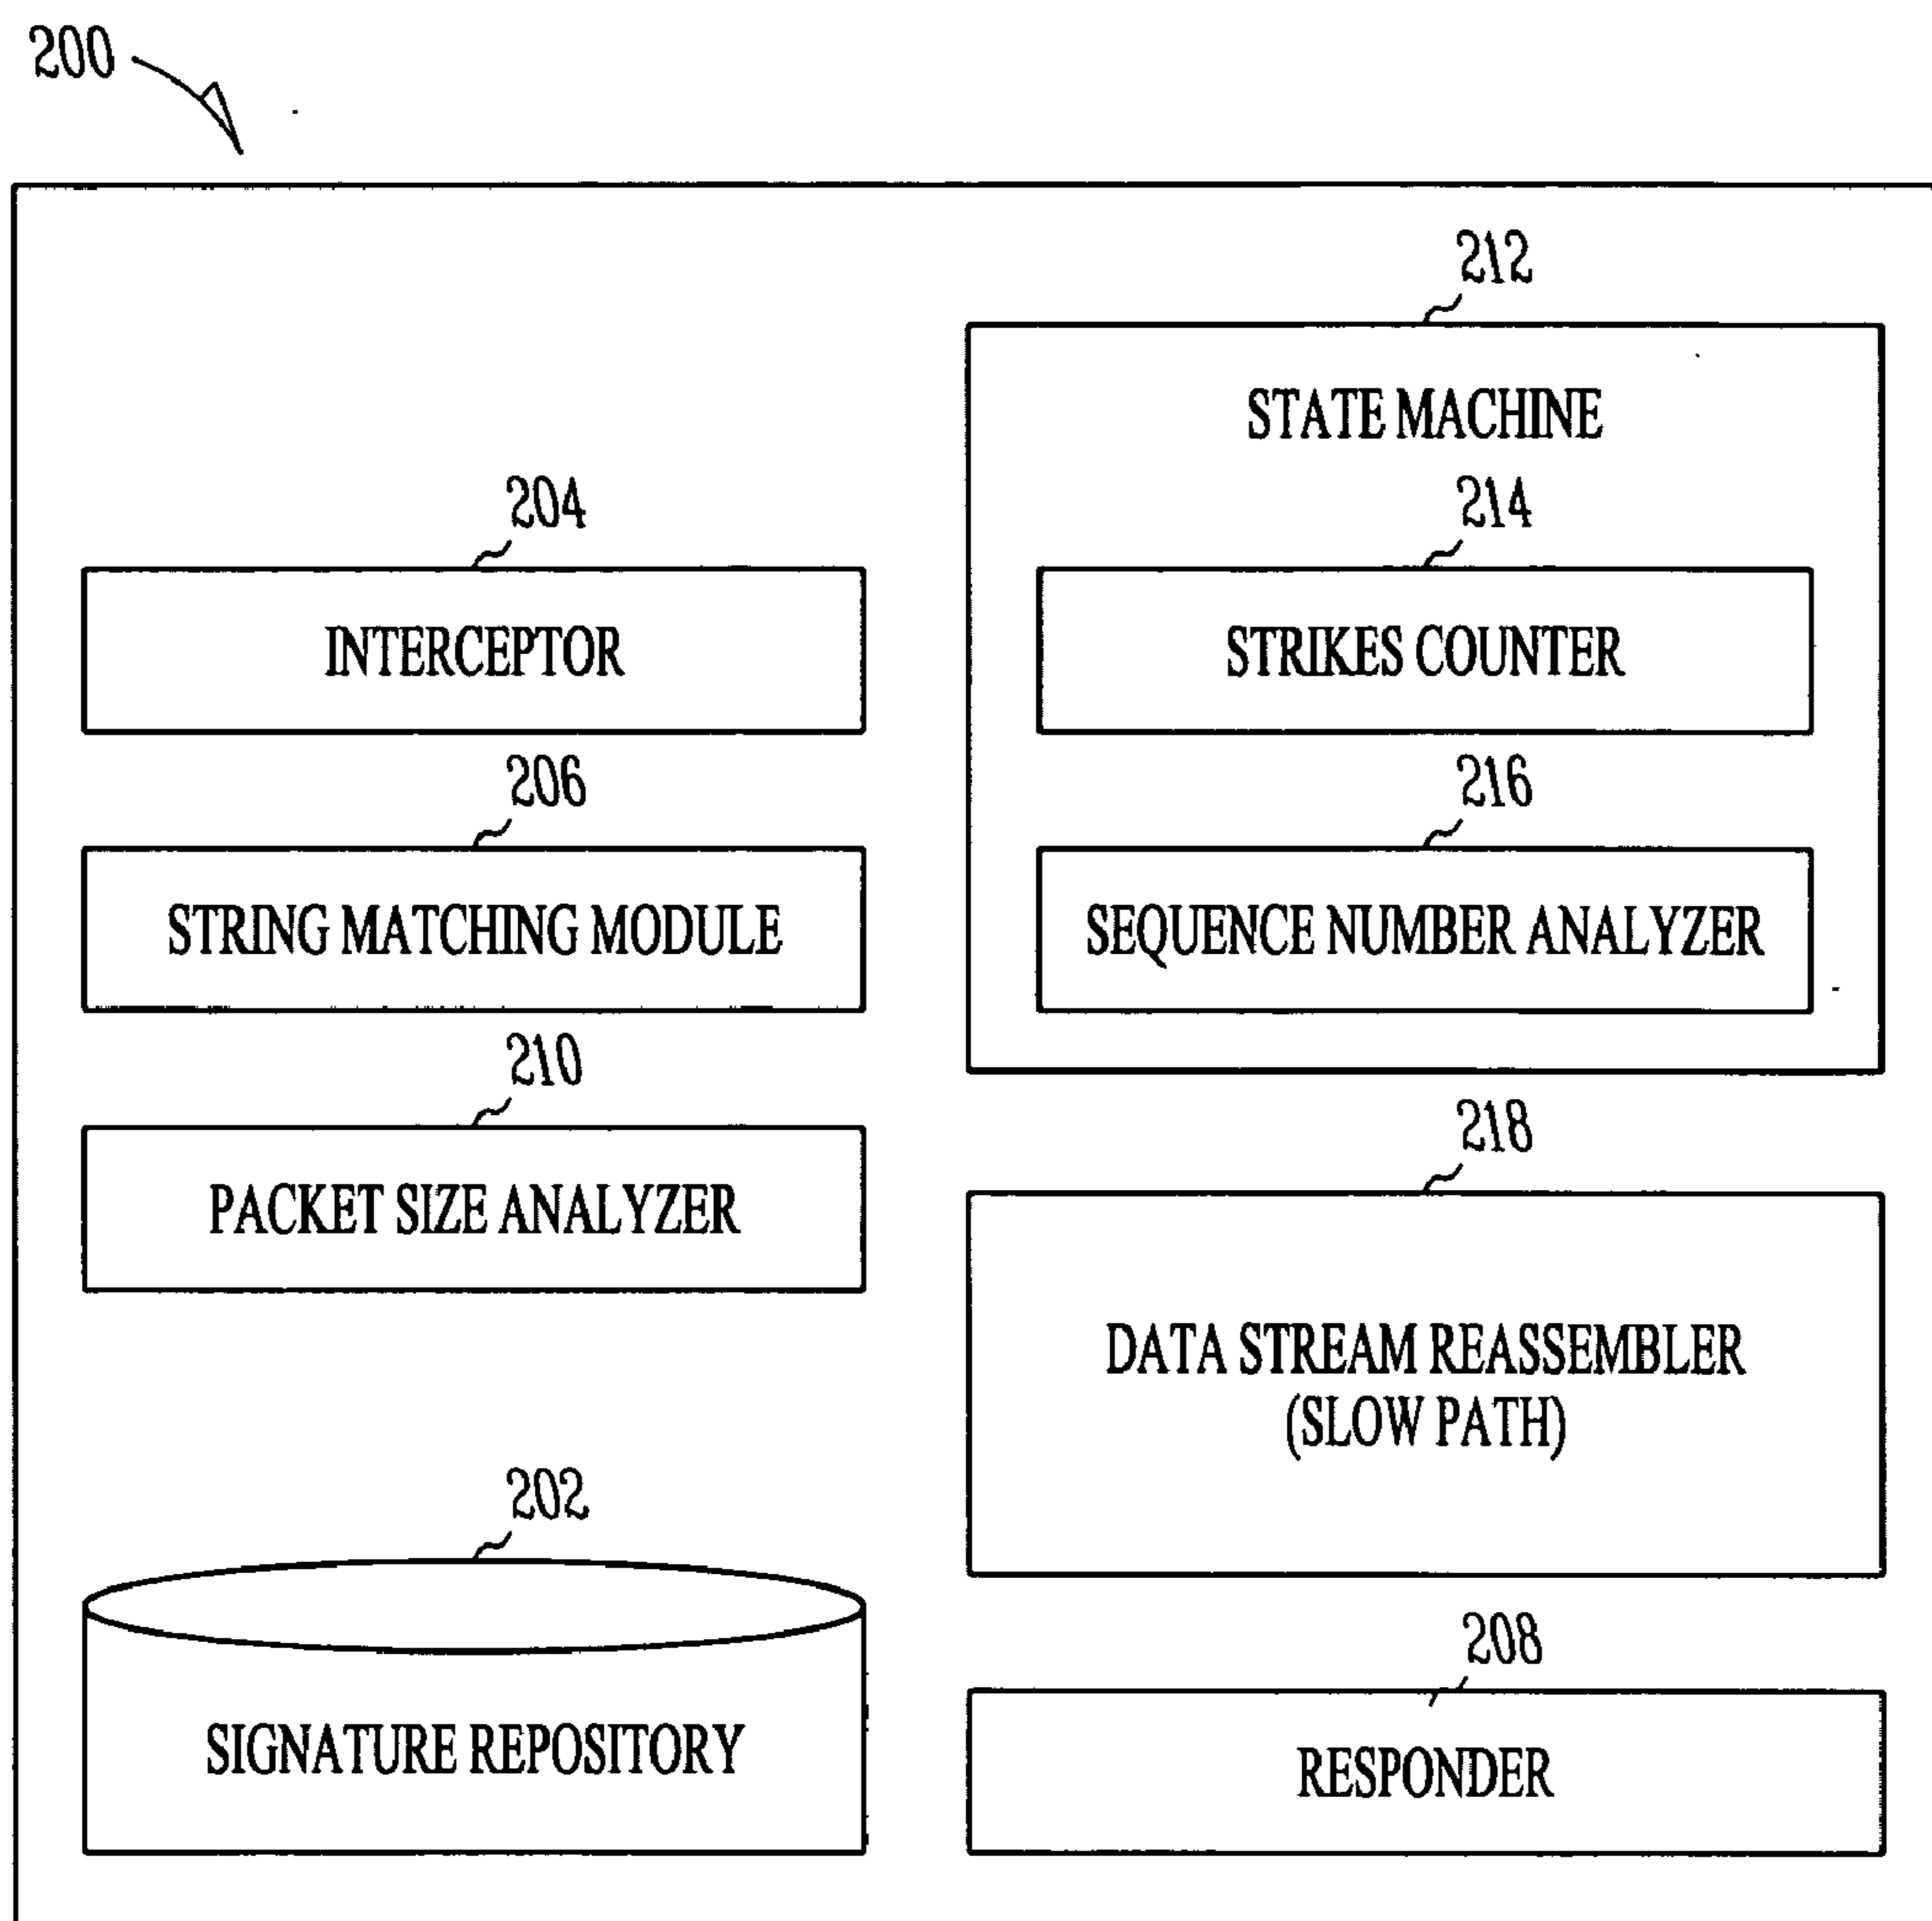 200
212
STATE MACHINE
204
214
INTERCEPTOR
STRIKES COUNTER
206
216
STRING MATCHING MODULE
SEQUENCE NUMBER ANALYZER
210
218
PACKET SIZE ANALYZER
DATA STREAM REASSEMBLER
(SLOW PATH)
202
208
SIGNATURE REPOSITORY
RESPONDER